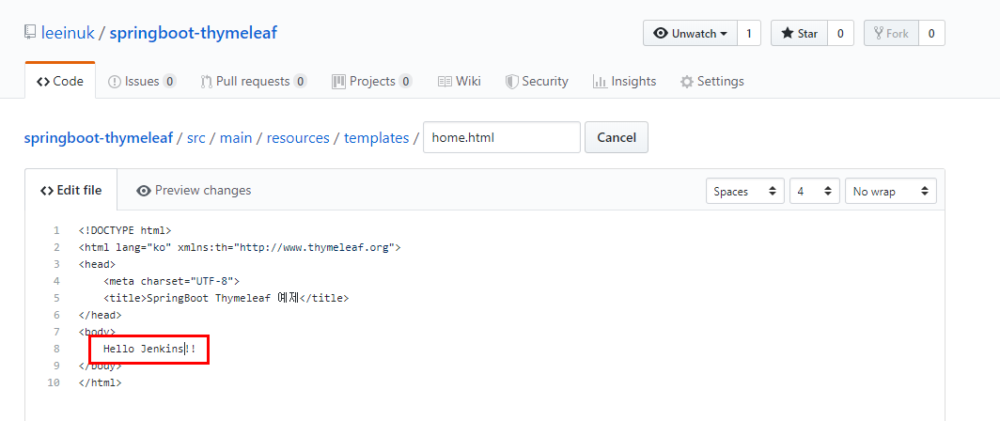 leeinuk / springboot-thymeleaf
Unwatch 1 Star 0 Fork 0
Code Issues 0 Pull requests 0 Projects 0 Wiki Security Insights Settings
springboot-thymeleaf / src / main / resources / templates / home.html Cancel
Edit file Preview changes Spaces 4 No wrap
1 <!DOCTYPE html>
2 <html lang="ko" xmlns:th="http://www.thymeleaf.org">
3 <head>
4 <meta charset="UTF-8">
5 <title>SpringBoot Thymeleaf 예제</title>
6 </head>
7 <body>
8 Hello Jenkins!!
9 </body>
10 </html>